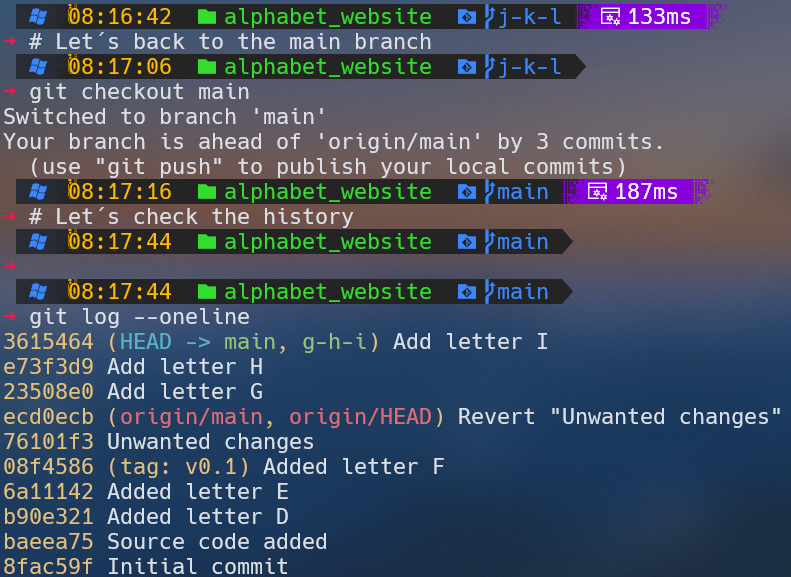 08:16:42 alphabet_website j-k-l 133ms
➜ # Let´s back to the main branch
08:17:06 alphabet_website j-k-l
➜ git checkout main
Switched to branch 'main'
Your branch is ahead of 'origin/main' by 3 commits.
  (use "git push" to publish your local commits)
08:17:16 alphabet_website main 187ms
➜ # Let´s check the history
08:17:44 alphabet_website main
➜
08:17:44 alphabet_website main
➜ git log --oneline
3615464 (HEAD -> main, g-h-i) Add letter I
e73f3d9 Add letter H
23508e0 Add letter G
ecd0ecb (origin/main, origin/HEAD) Revert "Unwanted changes"
76101f3 Unwanted changes
08f4586 (tag: v0.1) Added letter F
6a11142 Added letter E
b90e321 Added letter D
baeea75 Source code added
8fac59f Initial commit